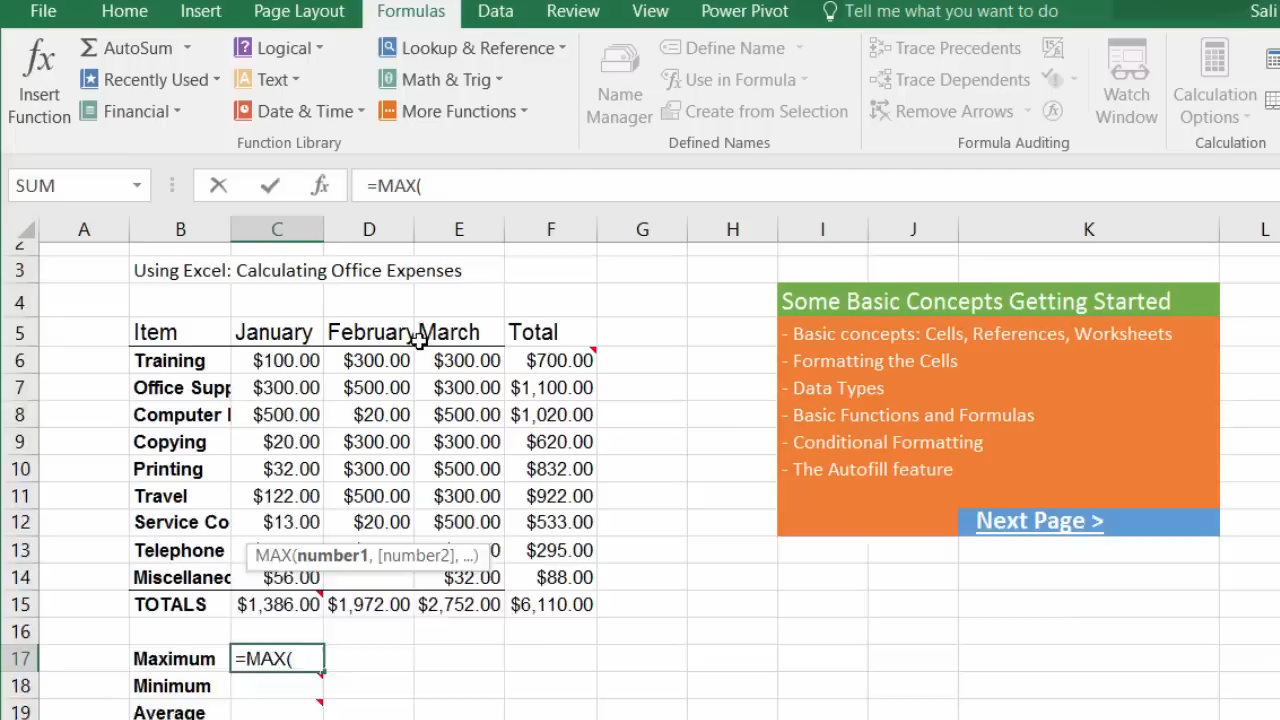 File Home Insert Page Layout Formulas Data Review View Power Pivot Tell me what you want to do Sali
fx Σ AutoSum Logical Lookup & Reference Define Name Trace Precedents
Insert Function Recently Used Text Math & Trig Name Manager Use in Formula Trace Dependents Watch Window Calculation Options
Financial Date & Time More Functions Create from Selection Remove Arrows
Function Library Defined Names Formula Auditing Calculation
SUM fx =MAX(
A B C D E F G H I J K L
2
3 Using Excel: Calculating Office Expenses
4 Some Basic Concepts Getting Started
5 Item January February March Total - Basic concepts: Cells, References, Worksheets
6 Training $100.00 $300.00 $300.00 $700.00 - Formatting the Cells
7 Office Supp $300.00 $500.00 $300.00 $1,100.00 - Data Types
8 Computer $500.00 $20.00 $500.00 $1,020.00 - Basic Functions and Formulas
9 Copying $20.00 $300.00 $300.00 $620.00 - Conditional Formatting
10 Printing $32.00 $300.00 $500.00 $832.00 - The Autofill feature
11 Travel $122.00 $500.00 $300.00 $922.00
12 Service Co $13.00 $20.00 $500.00 $533.00 Next Page >
13 Telephone $295.00
MAX(number1, [number2], ...)
14 Miscellanec $56.00 $32.00 $88.00
15 TOTALS $1,386.00 $1,972.00 $2,752.00 $6,110.00
16
17 Maximum =MAX(
18 Minimum
19 Average